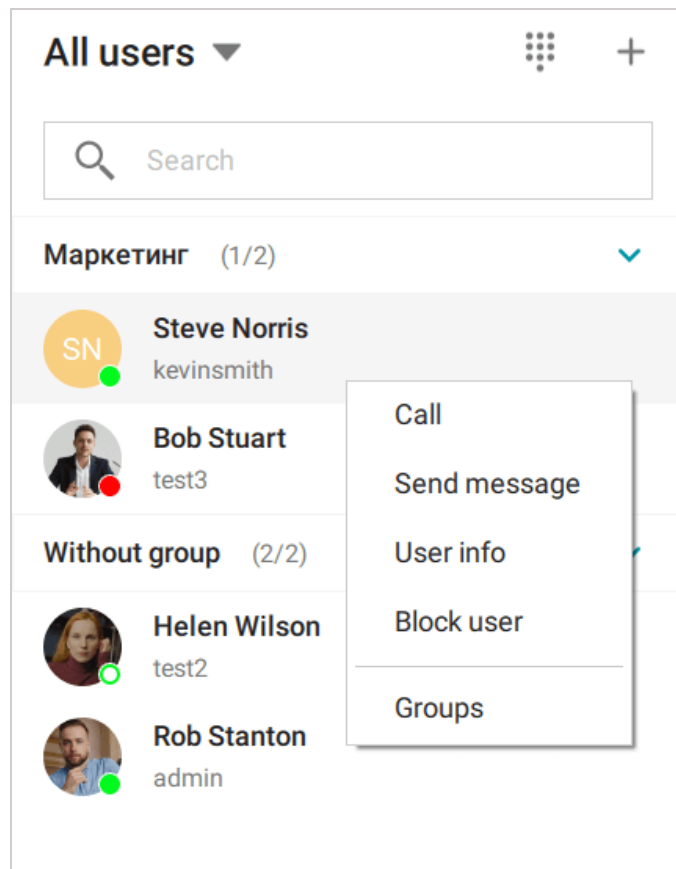 All users
Search
Маркетинг (1/2)
SN
Steve Norris
kevinsmith
Call
Bob Stuart
test3
Send message
Without group (2/2)
User info
Helen Wilson
test2
Block user
Groups
Rob Stanton
admin